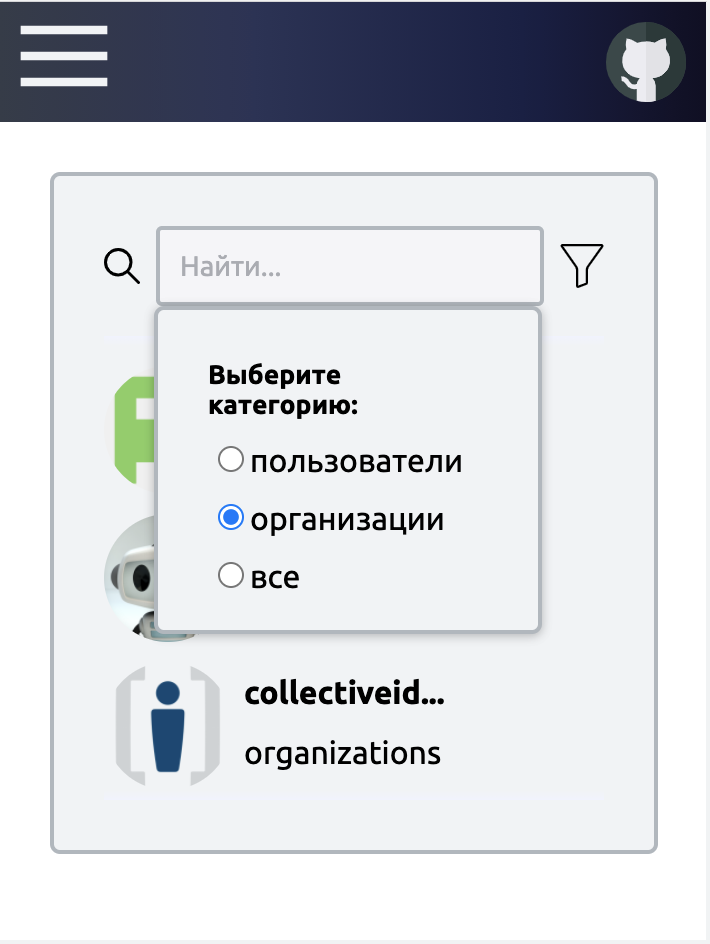 Найти...
Выберите
категорию:
пользователи
организации
все
collectiveid...
organizations